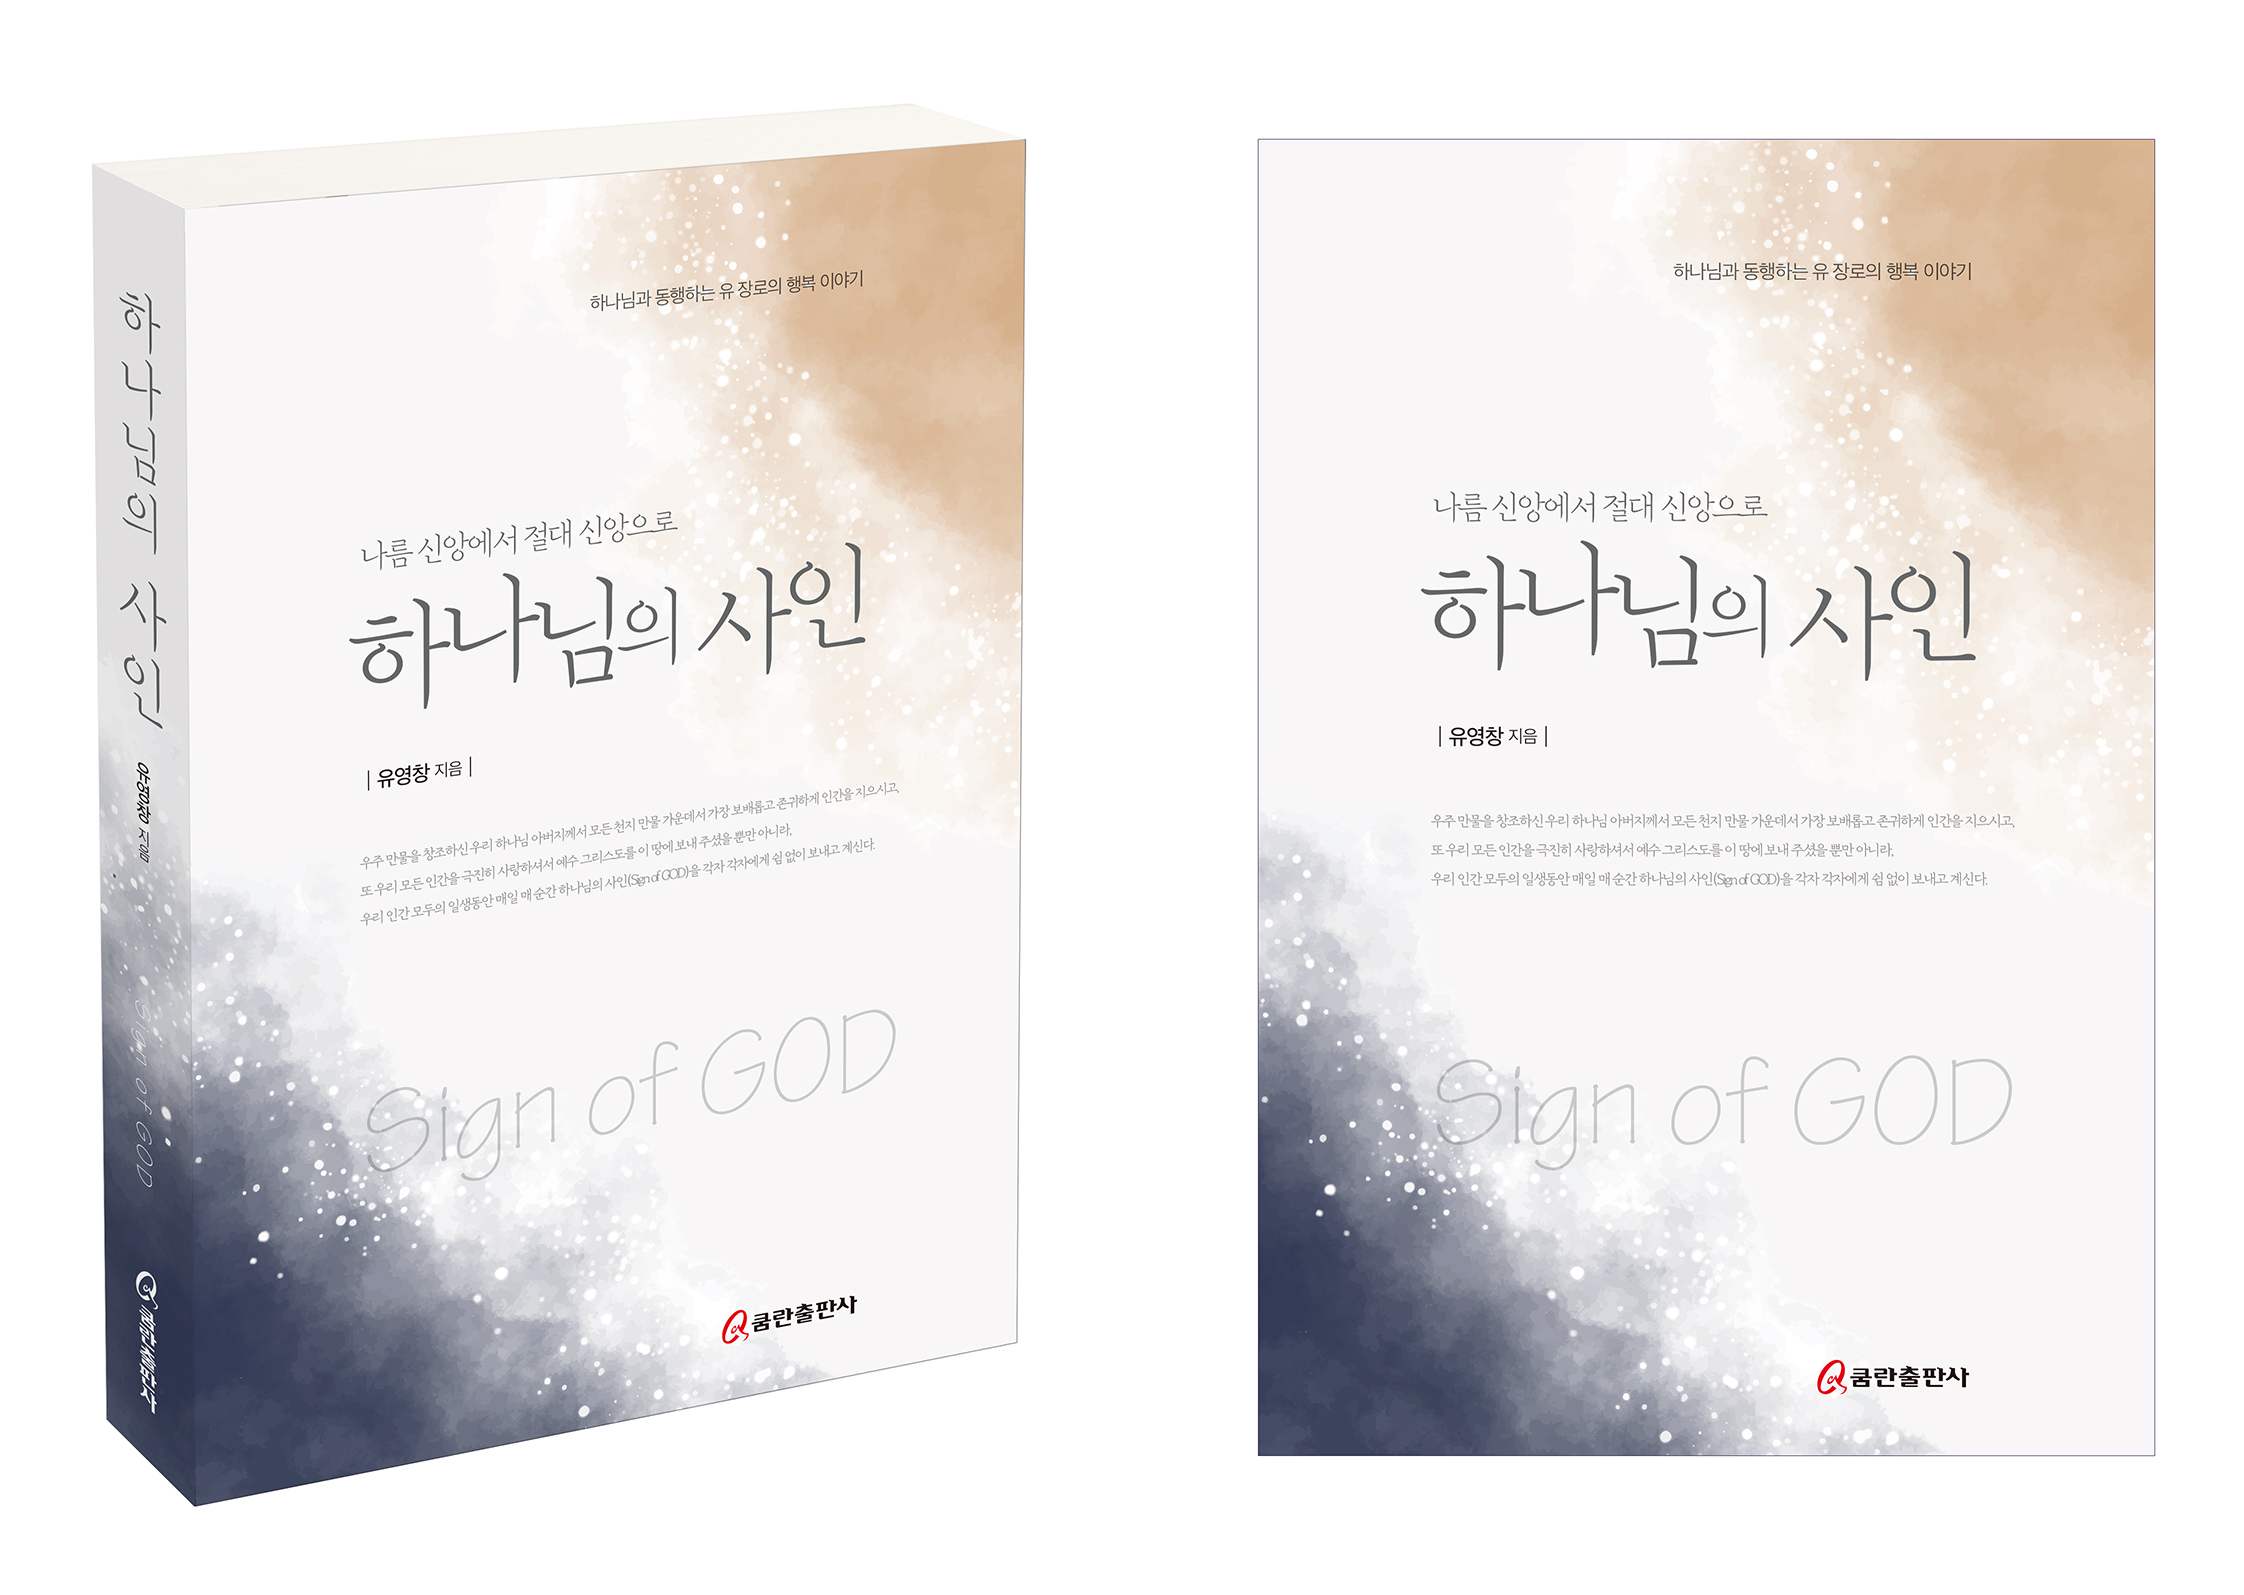 하나님의 사인
유영창 지음
Sign of GOD
쿰란출판사
하나님과 동행하는 유 장로의 행복 이야기
나름 신앙에서 절대 신앙으로
하나님의 사인
| 유영창 지음 |
우주 만물을 창조하신 우리 하나님 아버지께서 모든 천지 만물 가운데서 가장 보배롭고 존귀하게 인간을 지으시고,
또 우리 모든 인간을 극진히 사랑하셔서 예수 그리스도를 이 땅에 보내 주셨을 뿐만 아니라,
우리 인간 모두의 일생동안 매일 매 순간 하나님의 사인(Sign of GOD)을 각자 각자에게 쉼 없이 보내고 계신다.
Sign of GOD
쿰란출판사
하나님과 동행하는 유 장로의 행복 이야기
나름 신앙에서 절대 신앙으로
하나님의 사인
| 유영창 지음 |
우주 만물을 창조하신 우리 하나님 아버지께서 모든 천지 만물 가운데서 가장 보배롭고 존귀하게 인간을 지으시고,
또 우리 모든 인간을 극진히 사랑하셔서 예수 그리스도를 이 땅에 보내 주셨을 뿐만 아니라,
우리 인간 모두의 일생동안 매일 매 순간 하나님의 사인(Sign of GOD)을 각자 각자에게 쉼 없이 보내고 계신다.
Sign of GOD
쿰란출판사